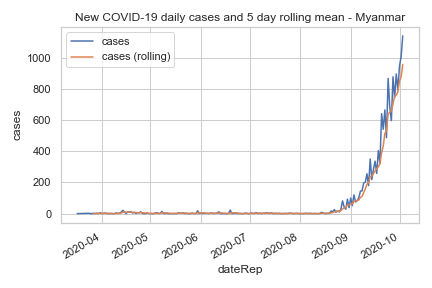 New COVID-19 daily cases and 5 day rolling mean - Myanmar
cases
cases (rolling)
1000
800
600
400
200
0
cases
2020-04
2020-05
2020-06
2020-07
2020-08
2020-09
2020-10
dateRep